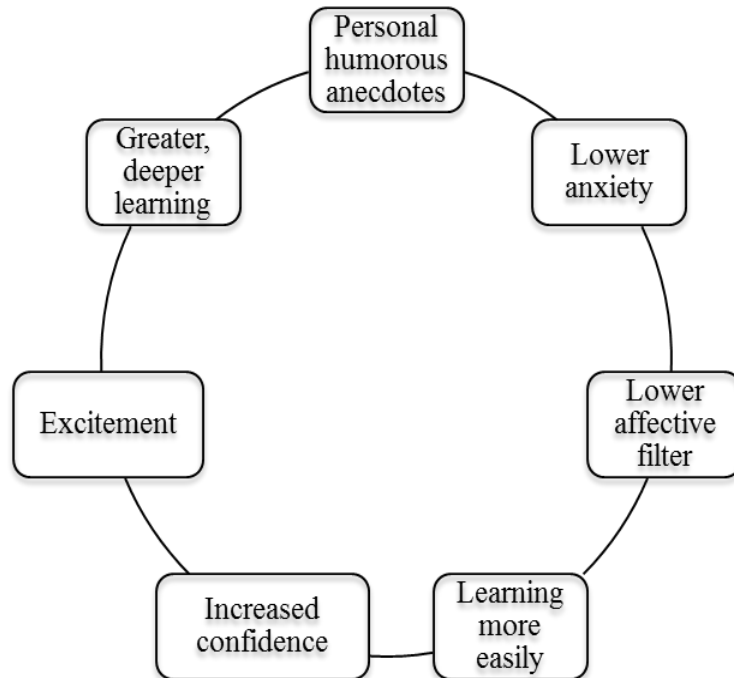 Personal
humorous
anecdotes
Lower
anxiety
Lower
affective
filter
Learning
more
easily
Increased
confidence
Excitement
Greater,
deeper
learning